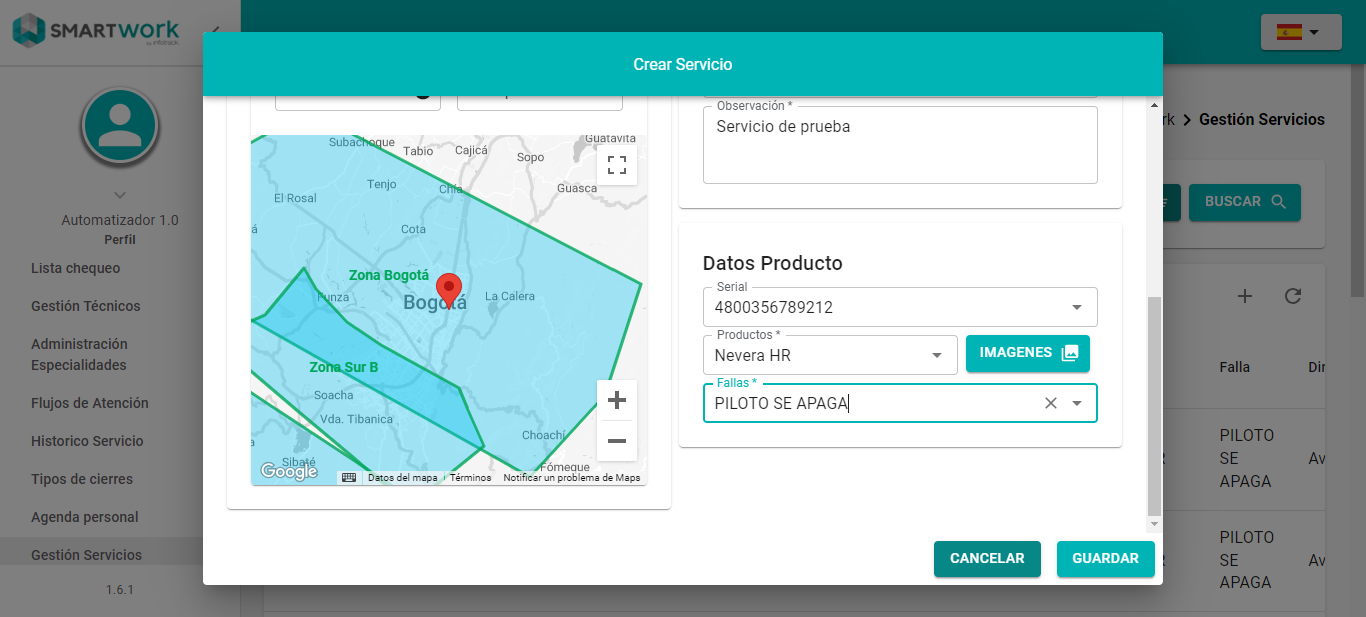 SMARTWORK
by infotrack
Crear Servicio
rk > Gestión Servicios
Automatizador 1.0
Perfil
Lista chequeo
Gestión Técnicos
Administración
Especialidades
Flujos de Atención
Historico Servicio
Tipos de cierres
Agenda personal
Gestión Servicios
1.6.1
Subachoque
Tabio
Cajicá
Guatavita
Sopo
Tenjo
Chía
Guasca
El Rosal
Cota
Zona Bogotá
Funza
Bogotá
La Calera
Zona Sur B
Soacha
Vda. Tibanica
Choachí
Sibaté
Fómeque
Google
Datos del mapa
Términos
Notificar un problema de Maps
Observación *
Servicio de prueba
Datos Producto
Serial
4800356789212
Productos *
Nevera HR
IMAGENES
Fallas *
PILOTO SE APAGA
CANCELAR
GUARDAR
BUSCAR
Falla
Dir
PILOTO
SE
APAGA
Av
PILOTO
SE
APAGA
Av